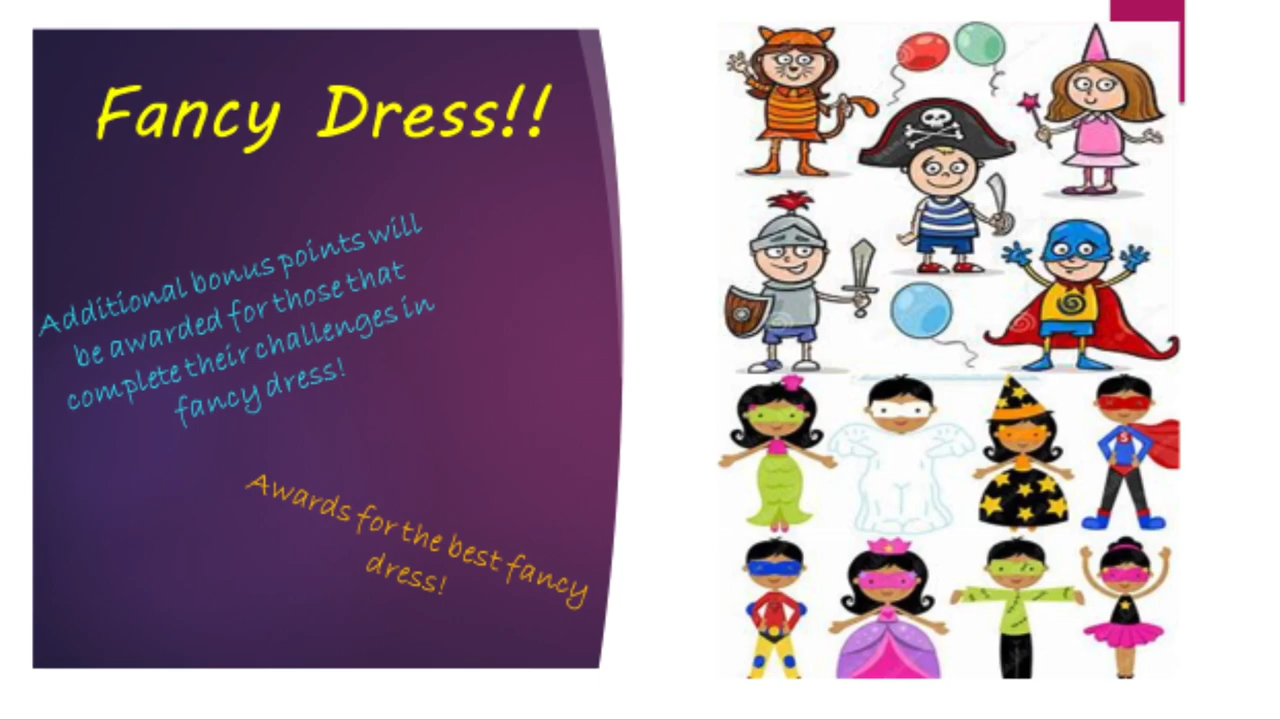 Fancy Dress!!
Additional bonus points will
be awarded for those that
complete their challenges in
fancy dress!
Awards for the best fancy
dress!
S